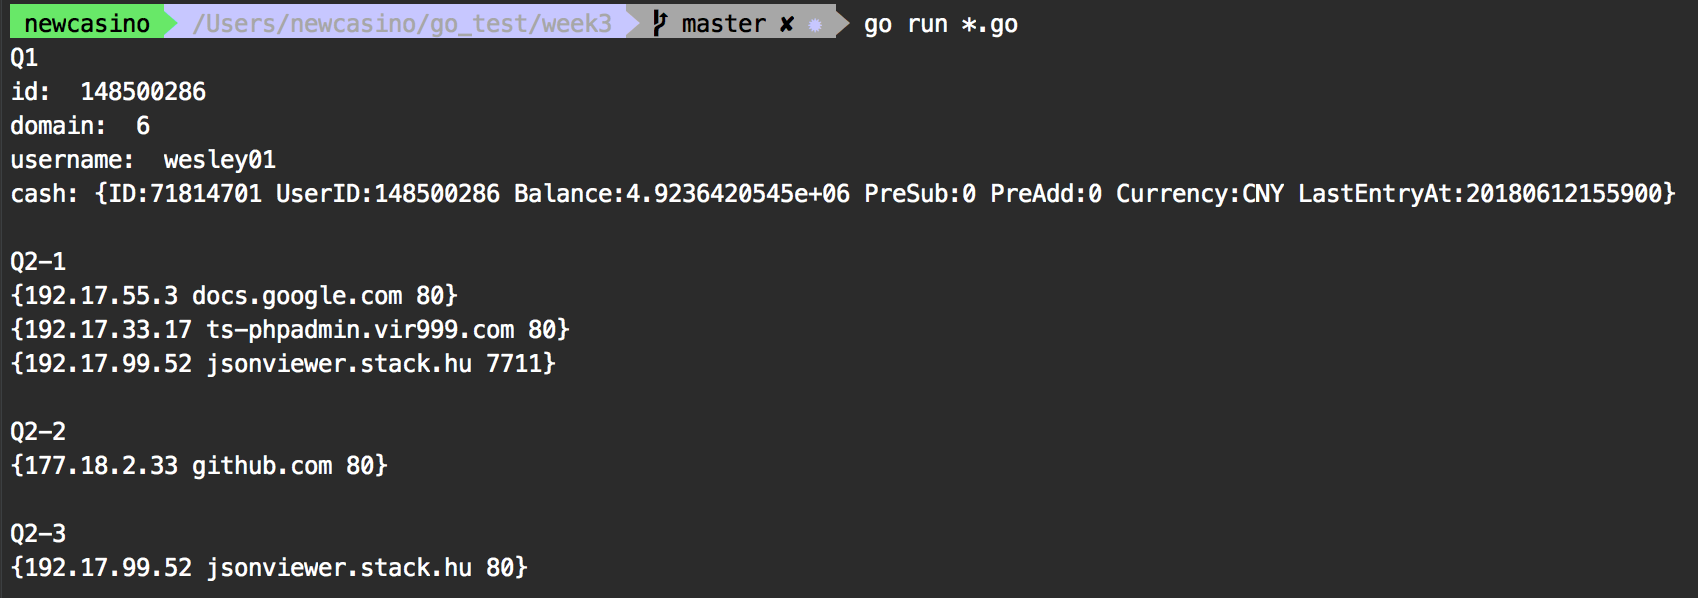 newcasino /Users/newcasino/go_test/week3 master ✘ ✹ go run *.go
Q1
id:  148500286
domain:  6
username:  wesley01
cash: {ID:71814701 UserID:148500286 Balance:4.9236420545e+06 PreSub:0 PreAdd:0 Currency:CNY LastEntryAt:20180612155900}
Q2-1
{192.17.55.3 docs.google.com 80}
{192.17.33.17 ts-phpadmin.vir999.com 80}
{192.17.99.52 jsonviewer.stack.hu 7711}
Q2-2
{177.18.2.33 github.com 80}
Q2-3
{192.17.99.52 jsonviewer.stack.hu 80}